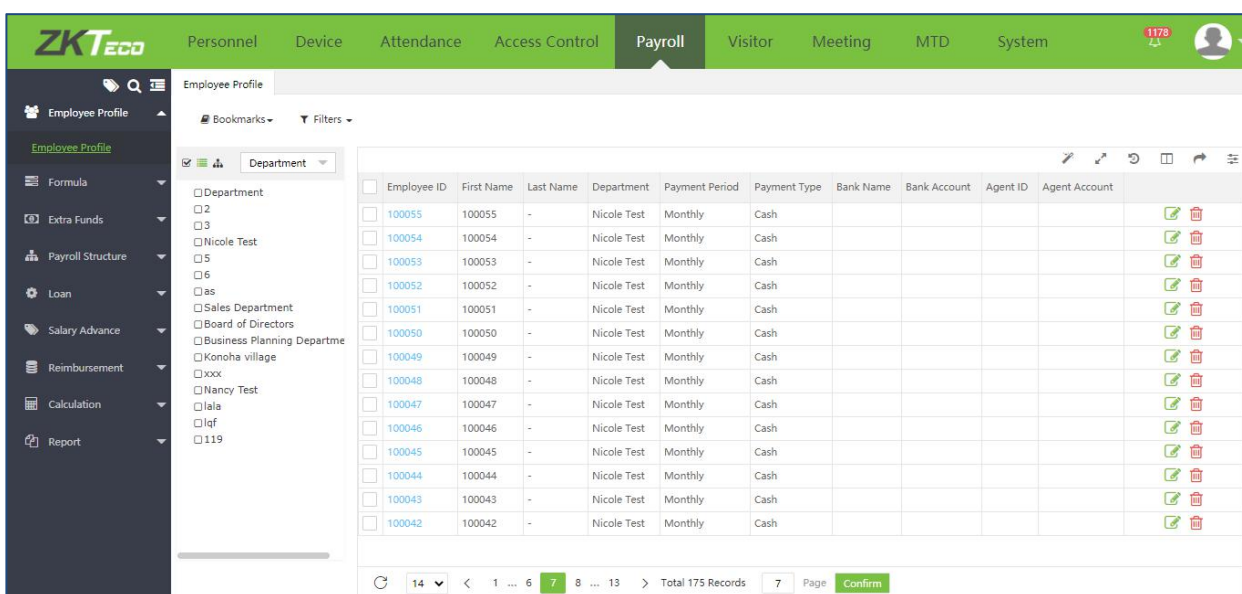 ZKTeco Personnel Device Attendance Access Control Payroll Visitor Meeting MTD System 1178
Employee Profile
Employee Profile
Bookmarks Filters
Employee Profile
Department
Formula
Extra Funds
Payroll Structure
Loan
Salary Advance
Reimbursement
Calculation
Report
Department
2
3
Nicole Test
5
6
as
Sales Department
Board of Directors
Business Planning Departme
Konoha village
xxx
Nancy Test
lala
lqf
119
Employee ID First Name Last Name Department Payment Period Payment Type Bank Name Bank Account Agent ID Agent Account
100055 100055 - Nicole Test Monthly Cash
100054 100054 - Nicole Test Monthly Cash
100053 100053 - Nicole Test Monthly Cash
100052 100052 - Nicole Test Monthly Cash
100051 100051 - Nicole Test Monthly Cash
100050 100050 - Nicole Test Monthly Cash
100049 100049 - Nicole Test Monthly Cash
100048 100048 - Nicole Test Monthly Cash
100047 100047 - Nicole Test Monthly Cash
100046 100046 - Nicole Test Monthly Cash
100045 100045 - Nicole Test Monthly Cash
100044 100044 - Nicole Test Monthly Cash
100043 100043 - Nicole Test Monthly Cash
100042 100042 - Nicole Test Monthly Cash
14 < 1 ... 6 7 8 ... 13 > Total 175 Records 7 Page Confirm